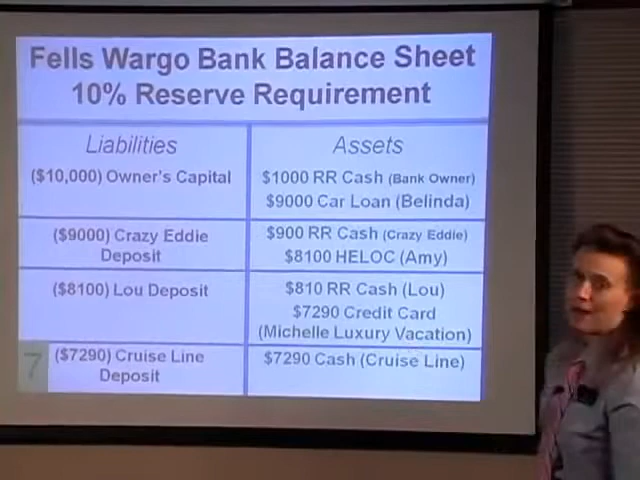 Fells Wargo Bank Balance Sheet
10% Reserve Requirement
Liabilities
Assets
($10,000) Owner's Capital
$1000 RR Cash (Bank Owner)
$9000 Car Loan (Belinda)
($9000) Crazy Eddie
Deposit
$900 RR Cash (Crazy Eddie)
$8100 HELOC (Amy)
($8100) Lou Deposit
$810 RR Cash (Lou)
$7290 Credit Card
(Michelle Luxury Vacation)
7
($7290) Cruise Line
Deposit
$7290 Cash (Cruise Line)